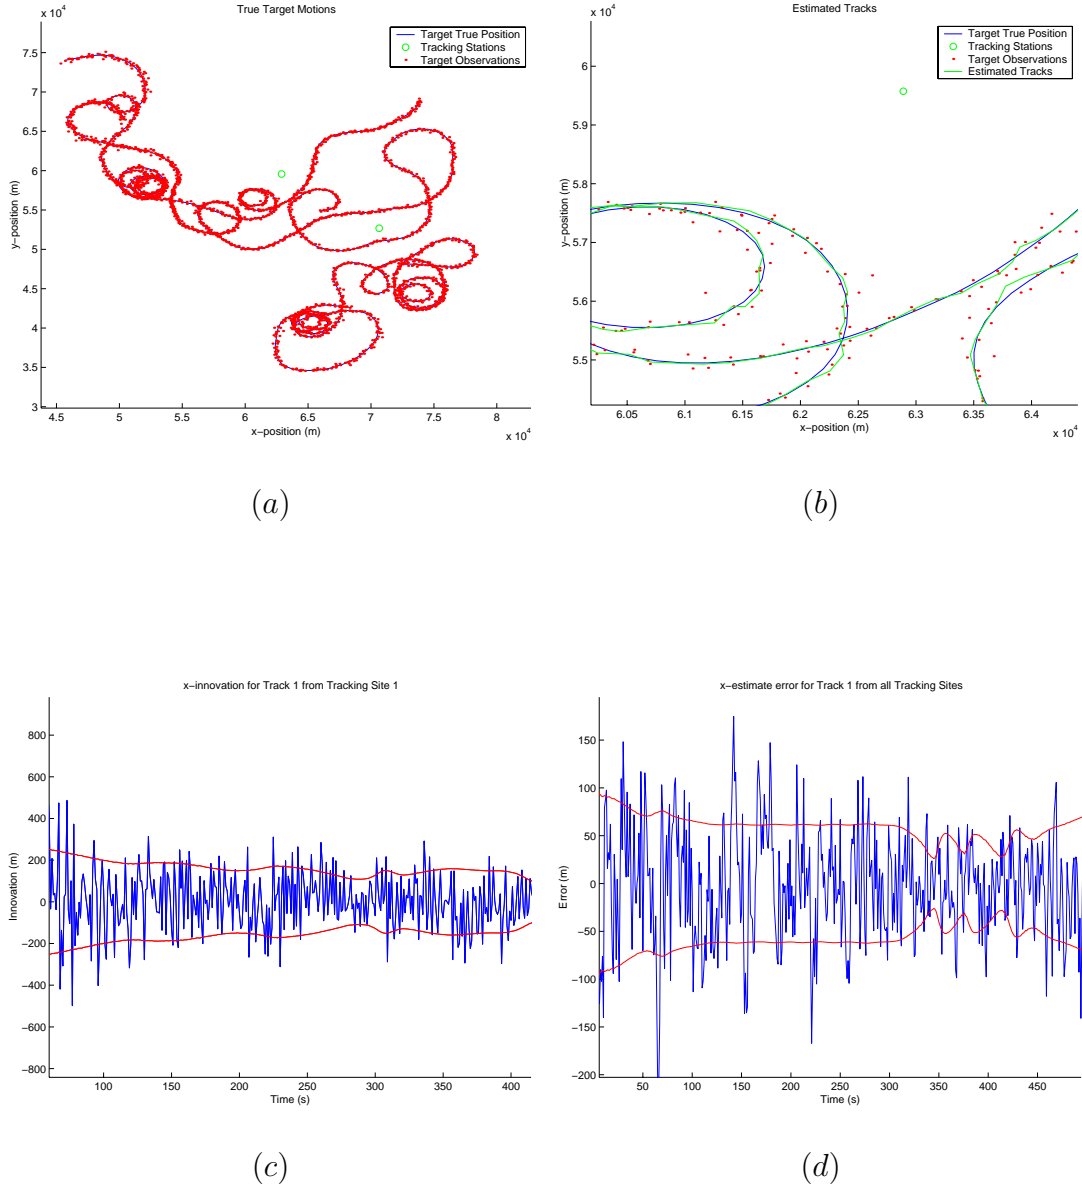 x 10^4
True Target Motions
Target True Position
Tracking Stations
Target Observations
7.5
7
6.5
6
5.5
5
4.5
4
3.5
3
y-position (m)
4.5 5 5.5 6 6.5 7 7.5 8
x-position (m)
x 10^4
(a)
x 10^4
Estimated Tracks
Target True Position
Tracking Stations
Target Observations
Estimated Tracks
6
5.9
5.8
5.7
5.6
5.5
y-position (m)
6.05 6.1 6.15 6.2 6.25 6.3 6.35 6.4
x-position (m)
x 10^4
(b)
x-innovation for Track 1 from Tracking Site 1
800
600
400
200
0
-200
-400
-600
-800
Innovation (m)
100 150 200 250 300 350 400
Time (s)
(c)
x-estimate error for Track 1 from all Tracking Sites
150
100
50
0
-50
-100
-150
-200
Error (m)
50 100 150 200 250 300 350 400 450
Time (s)
(d)